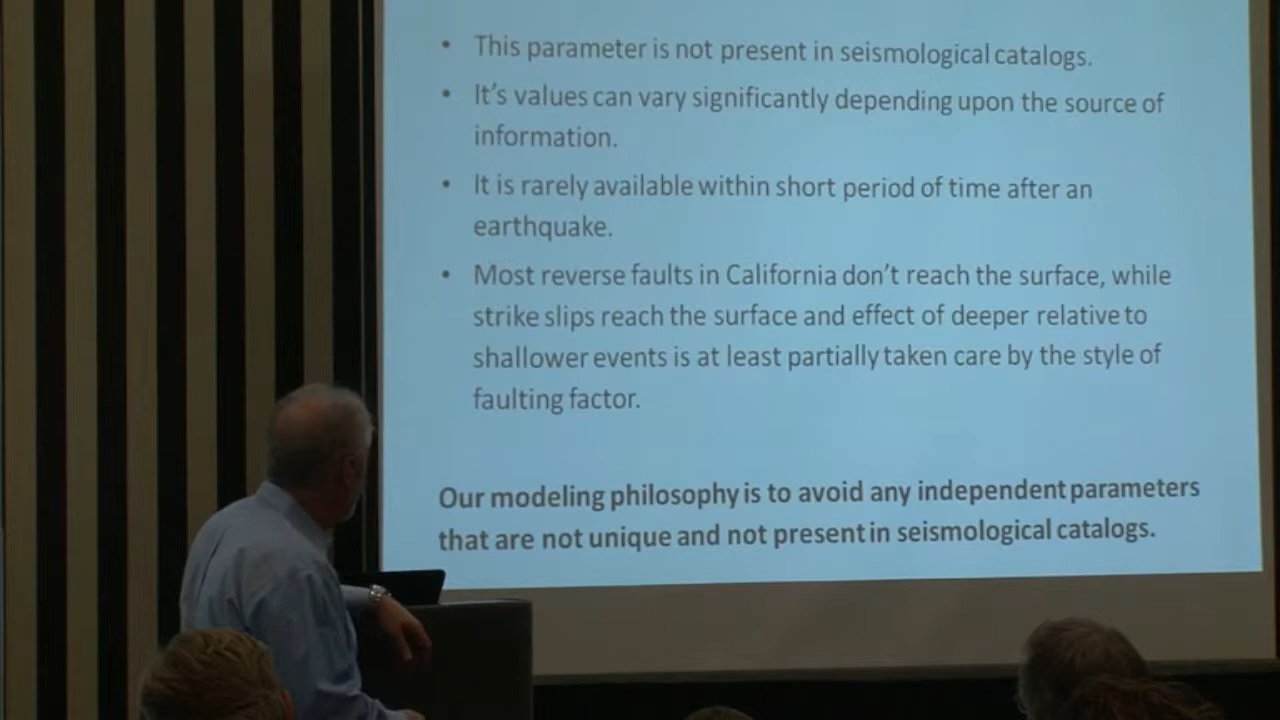 • This parameter is not present in seismological catalogs.
• It's values can vary significantly depending upon the source of
information.
• It is rarely available within short period of time after an
earthquake.
• Most reverse faults in California don't reach the surface, while
strike slips reach the surface and effect of deeper relative to
shallower events is at least partially taken care by the style of
faulting factor.
Our modeling philosophy is to avoid any independent parameters
that are not unique and not present in seismological catalogs.